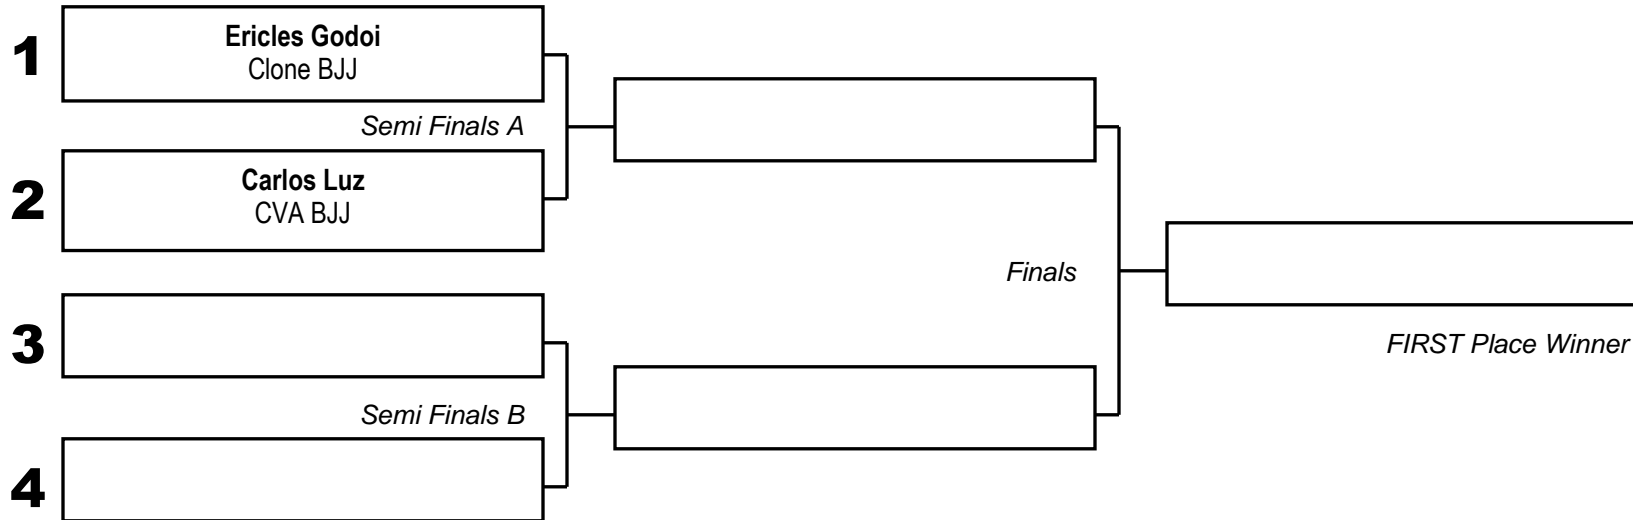 1
Ericles Godoi
Clone BJJ
Semi Finals A
2
Carlos Luz
CVA BJJ
Finals
3
FIRST Place Winner
Semi Finals B
4